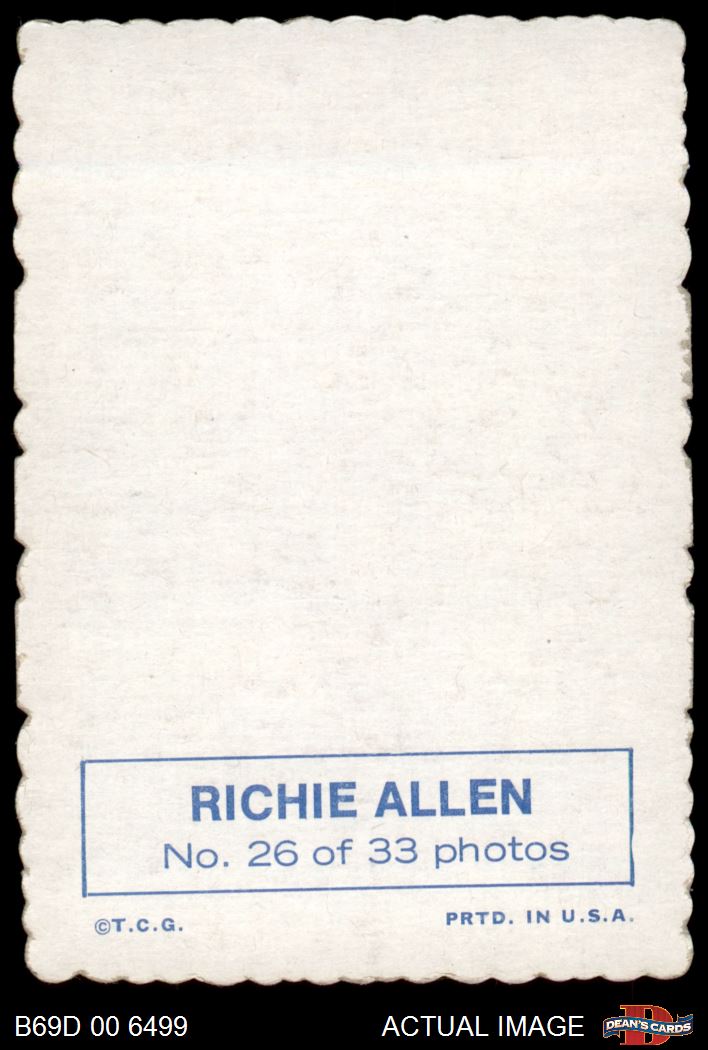 RICHIE ALLEN
No. 26 of 33 photos
©T.C.G.
PRTD. IN U.S.A.
B69D 00 6499
ACTUAL IMAGE
D
DEAN'S CARDS